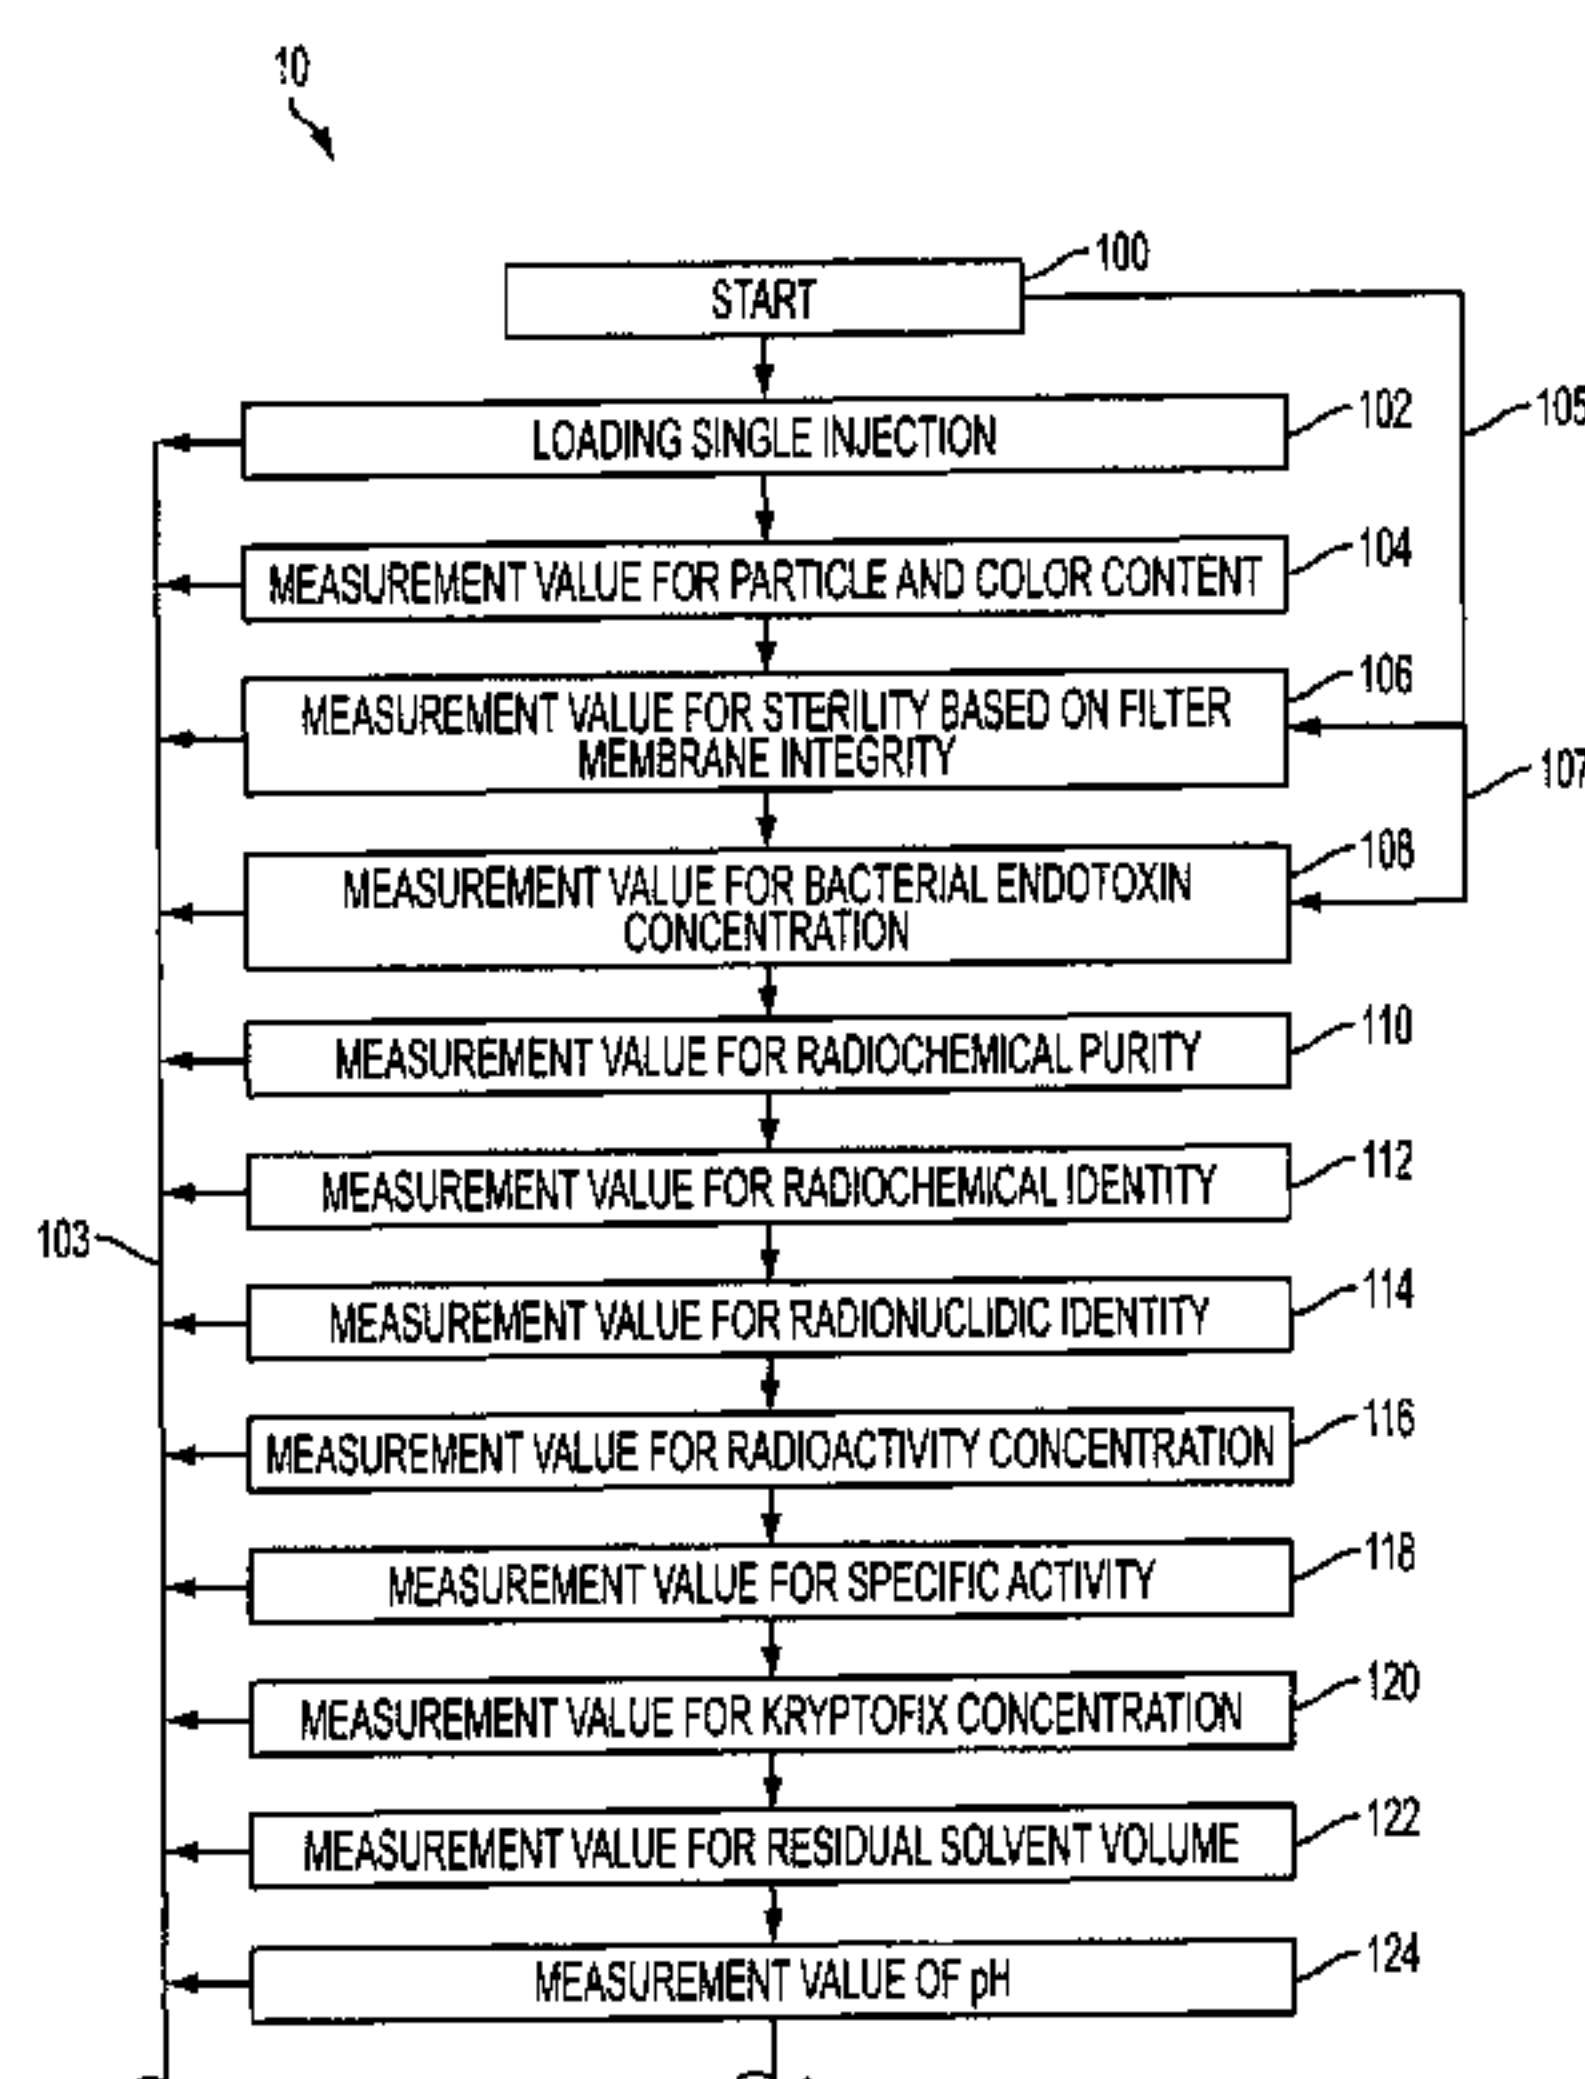 10
START
100
LOADING SINGLE INJECTION
102
105
MEASUREMENT VALUE FOR PARTICLE AND COLOR CONTENT
104
MEASUREMENT VALUE FOR STERILITY BASED ON FILTER
MEMBRANE INTEGRITY
106
107
MEASUREMENT VALUE FOR BACTERIAL ENDOTOXIN
CONCENTRATION
108
MEASUREMENT VALUE FOR RADIOCHEMICAL PURITY
110
MEASUREMENT VALUE FOR RADIOCHEMICAL IDENTITY
112
103
MEASUREMENT VALUE FOR RADIONUCLIDIC IDENTITY
114
MEASUREMENT VALUE FOR RADIOACTIVITY CONCENTRATION
116
MEASUREMENT VALUE FOR SPECIFIC ACTIVITY
118
MEASUREMENT VALUE FOR KRYPTOFIX CONCENTRATION
120
MEASUREMENT VALUE FOR RESIDUAL SOLVENT VOLUME
122
MEASUREMENT VALUE OF pH
124